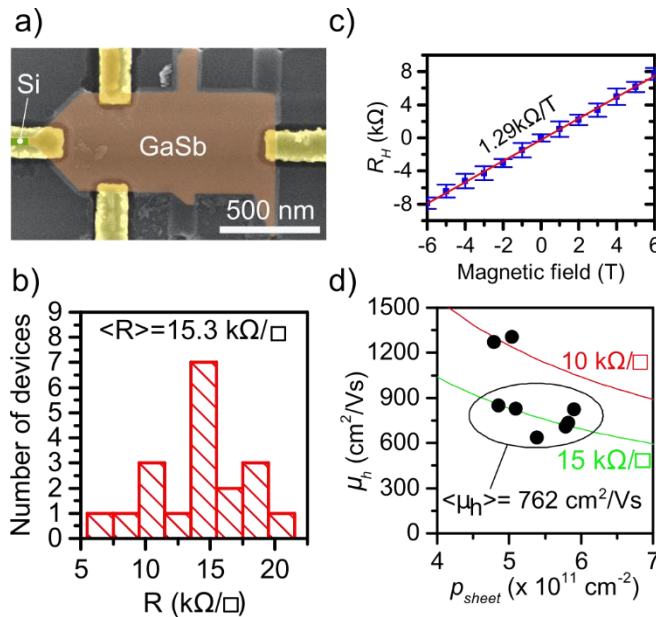 a)
Si
GaSb
500 nm
b)
<R>=15.3 kΩ/□
Number of devices
9
8
7
6
5
4
3
2
1
0
5 10 15 20
R (kΩ/□)
c)
R_H (kΩ)
8
4
0
-4
-8
1.29kΩ/T
-6 -4 -2 0 2 4 6
Magnetic field (T)
d)
μ_h (cm²/Vs)
1500
1200
900
600
300
0
10 kΩ/□
15 kΩ/□
<μ_h>= 762 cm²/Vs
4 5 6 7
p_sheet (x 10¹¹ cm⁻²)